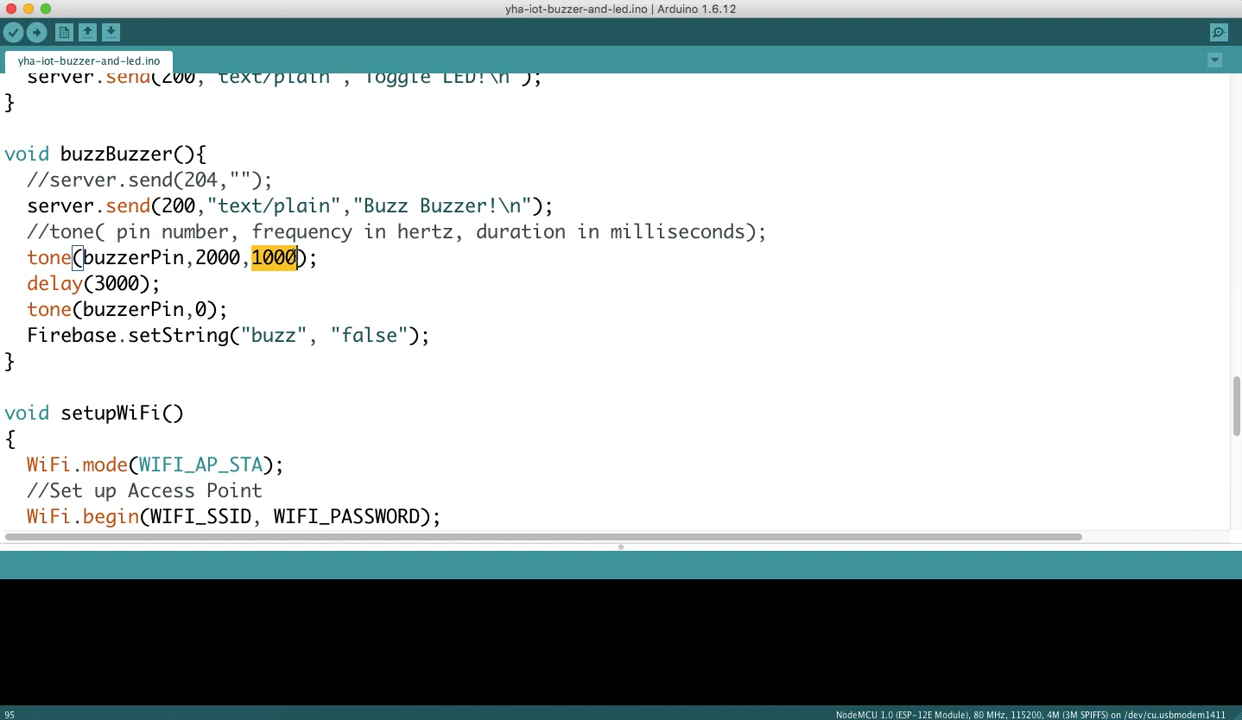 yha-iot-buzzer-and-led.ino | Arduino 1.6.12
yha-iot-buzzer-and-led.ino
server.send(200,"text/plain","Toggle LED!\n");
}
void buzzBuzzer(){
//server.send(204,"");
server.send(200,"text/plain","Buzz Buzzer!\n");
//tone( pin number, frequency in hertz, duration in milliseconds);
tone(buzzerPin,2000,1000);
delay(3000);
tone(buzzerPin,0);
Firebase.setString("buzz", "false");
}
void setupWiFi()
{
WiFi.mode(WIFI_AP_STA);
//Set up Access Point
WiFi.begin(WIFI_SSID, WIFI_PASSWORD);
95
NodeMCU 1.0 (ESP-12E Module), 80 MHz, 115200, 4M (3M SPIFFS) on /dev/cu.usbmodem1411